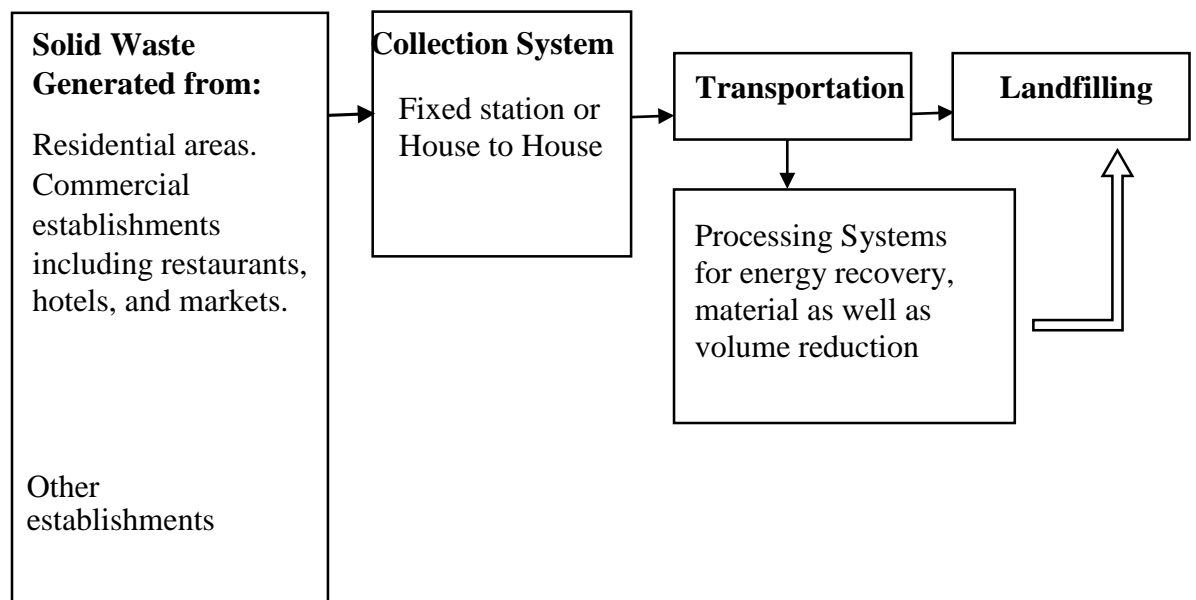 Solid Waste
Generated from:
Residential areas.
Commercial
establishments
including restaurants,
hotels, and markets.
Other
establishments
Collection System
Fixed station or
House to House
Transportation
Landfilling
Processing Systems
for energy recovery,
material as well as
volume reduction